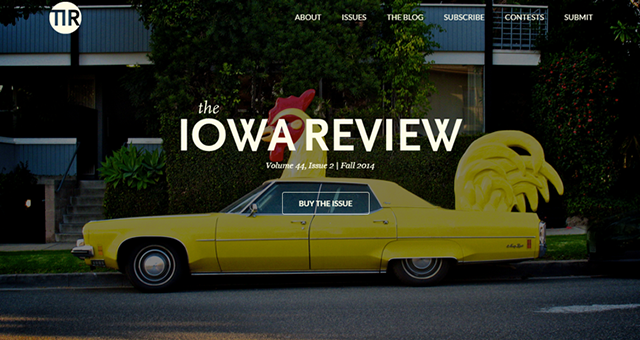 TIR
ABOUT ISSUES THE BLOG SUBSCRIBE CONTESTS SUBMIT
the
IOWA REVIEW
Volume 44, Issue 2 | Fall 2014
BUY THE ISSUE